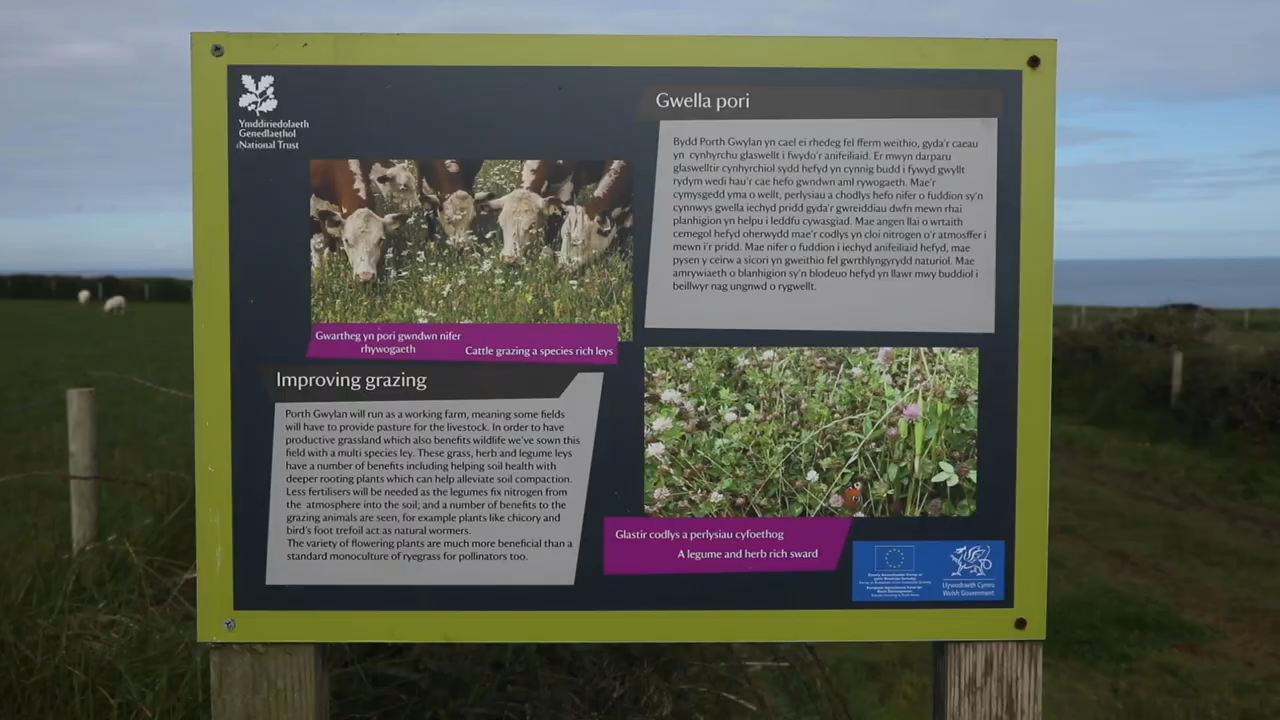 Ymddiriedolaeth
Genedlaethol
National Trust
Gwartheg yn pori gwndwn nifer
rhywogaeth
Cattle grazing a species rich leys
Improving grazing
Porth Gwylan will run as a working farm, meaning some fields
will have to provide pasture for the livestock. In order to have
productive grassland which also benefits wildlife we've sown this
field with a multi species ley. These grass, herb and legume leys
have a number of benefits including helping soil health with
deeper rooting plants which can help alleviate soil compaction.
Less fertilisers will be needed as the legumes fix nitrogen from
the atmosphere into the soil; and a number of benefits to the
grazing animals are seen, for example plants like chicory and
bird's foot trefoil act as natural wormers.
The variety of flowering plants are much more beneficial than a
standard monoculture of ryegrass for pollinators too.
Gwella pori
Bydd Porth Gwylan yn cael ei rhedeg fel fferm weithio, gyda'r caeau
yn cynhyrchu glaswellt i fwydo'r anifeiliaid. Er mwyn darparu
glaswelltir cynhyrchiol sydd hefyd yn cynnig budd i fywyd gwyllt
rydym wedi hau'r cae hefo gwndwn aml rywogaeth. Mae'r
cymysgedd yma o wellt, perlysiau a chodlys hefo nifer o fuddion sy'n
cynnwys gwella iechyd pridd gyda'r gwreiddiau dwfn mewn rhai
planhigion yn helpu i leddfu cywasgiad. Mae angen llai o wrtaith
cemegol hefyd oherwydd mae'r codlys yn cloi nitrogen o'r atmosffer i
mewn i'r pridd. Mae nifer o fuddion i iechyd anifeiliaid hefyd, mae
pysen y ceirw a sicori yn gweithio fel gwrthlyngyrydd naturiol. Mae
amrywiaeth o blanhigion sy'n blodeuo hefyd yn llawr mwy buddiol i
beillwyr nag ungnwd o rygwellt.
Glastir codlys a perlysiau cyfoethog
A legume and herb rich sward
Llywodraeth Cymru
Welsh Government